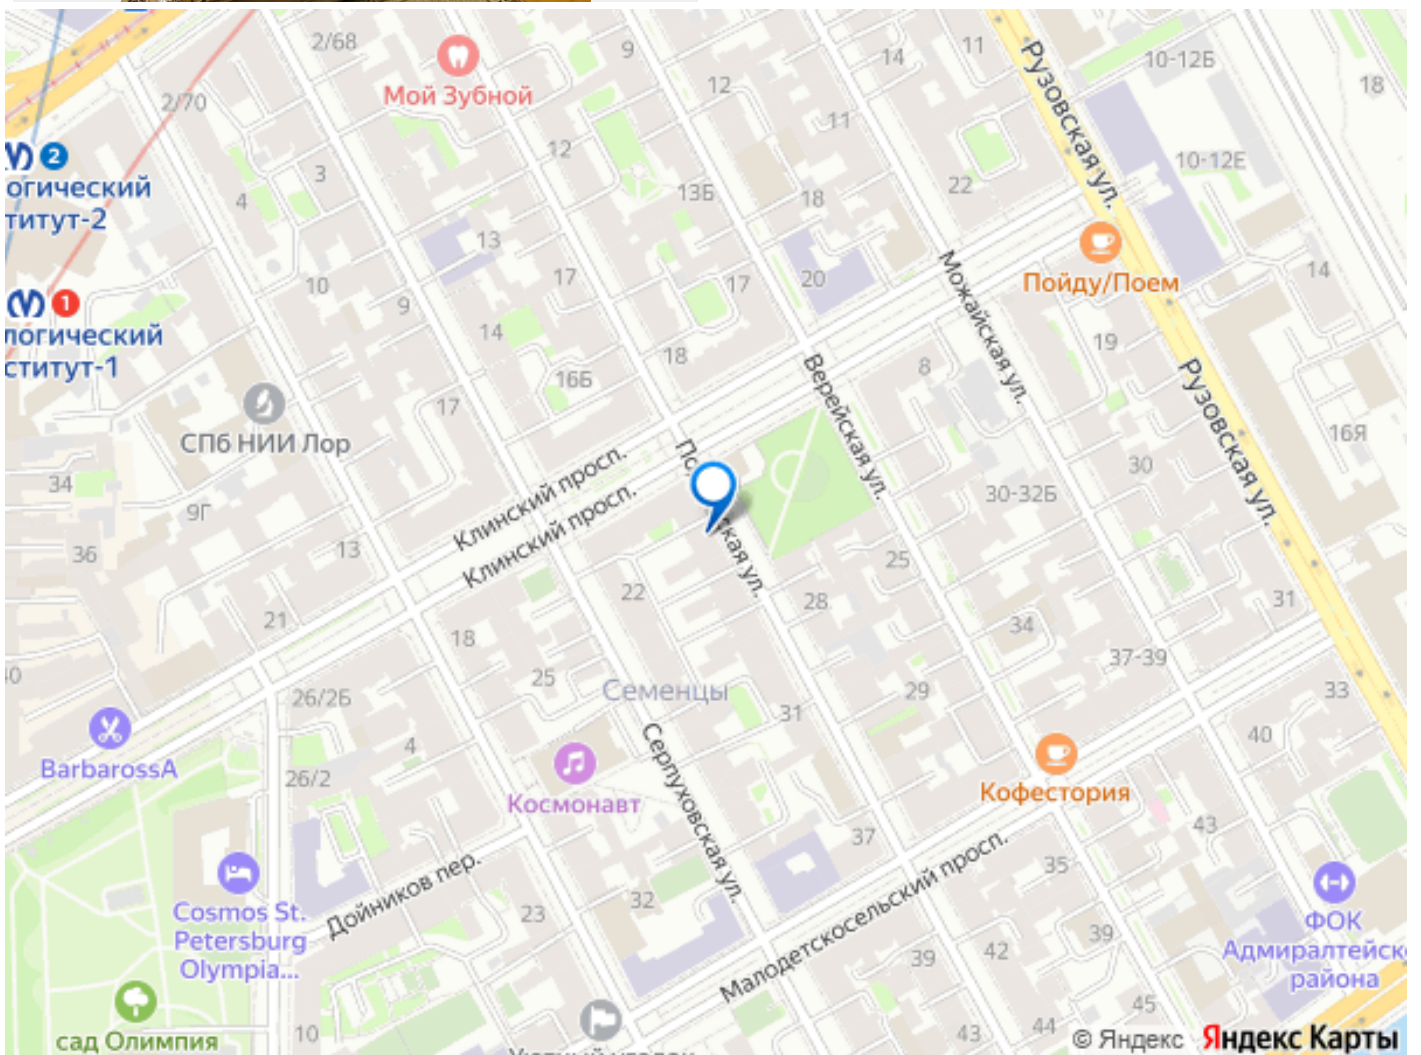 2/68
9
14
11
Рузовская ул.
10-12Б
18
Мой Зубной
12
2/70
11
12
2
огический
титут-2
3
4
13Б
18
22
10-12Е
13
17
20
17
Можайская ул.
Пойду/Поем
14
10
9
1
логический
ститут-1
14
18
16Б
Верейская ул.
8
19
Рузовская ул.
17
СПб НИИ Лор
16Я
34
9Г
36
13
Клинский просп.
Клинский просп.
30
30-32Б
кая ул.
25
22
28
21
18
34
31
37-39
25
Семенцы
29
33
26/2Б
31
4
40
BarbarossA
26/2
Космонавт
Серпуховская ул.
Кофестория
37
43
Дойников пер.
Малодетскосельский просп.
35
Cosmos St.
Petersburg
Olympia...
23
32
39
42
39
ФОК
Адмиралтейск
района
45
сад Олимпия
10
43
44
© Яндекс Яндекс Карты